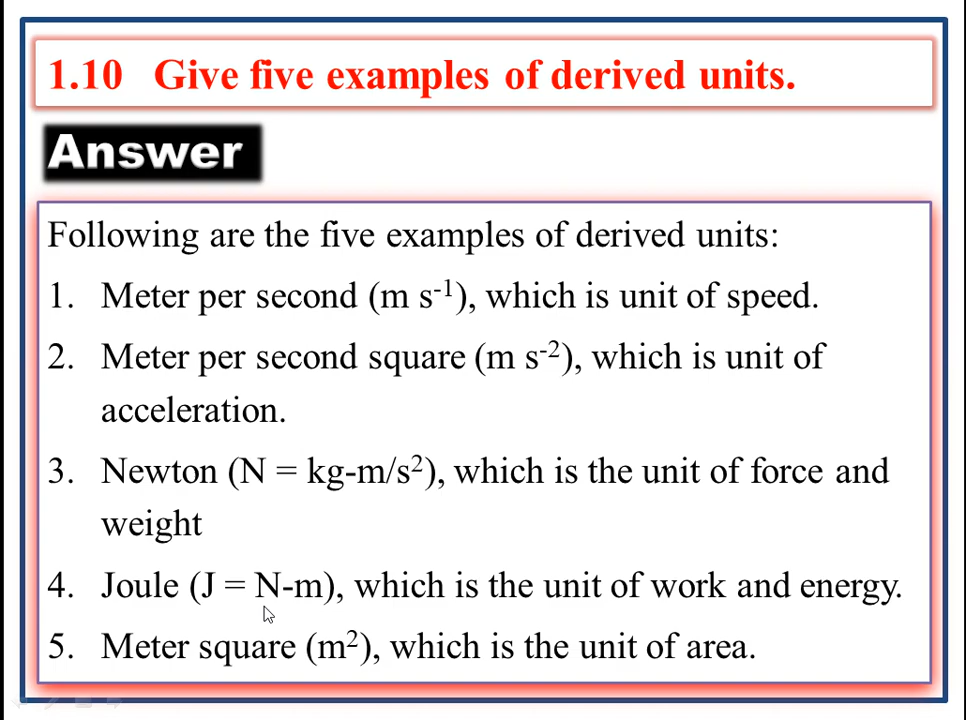 1.10 Give five examples of derived units.
Answer
Following are the five examples of derived units:
1. Meter per second (m s⁻¹), which is unit of speed.
2. Meter per second square (m s⁻²), which is unit of
acceleration.
3. Newton (N = kg-m/s²), which is the unit of force and
weight
4. Joule (J = N-m), which is the unit of work and energy.
5. Meter square (m²), which is the unit of area.